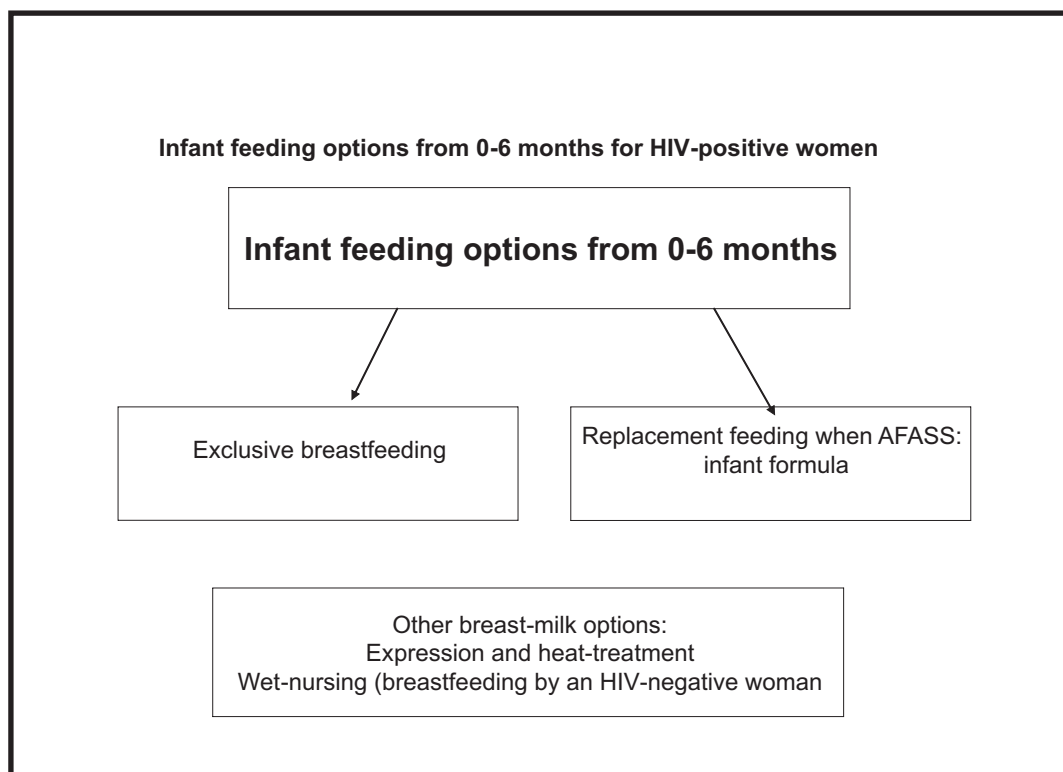 Infant feeding options from 0-6 months for HIV-positive women
Infant feeding options from 0-6 months
Exclusive breastfeeding
Replacement feeding when AFASS:
infant formula
Other breast-milk options:
Expression and heat-treatment
Wet-nursing (breastfeeding by an HIV-negative woman